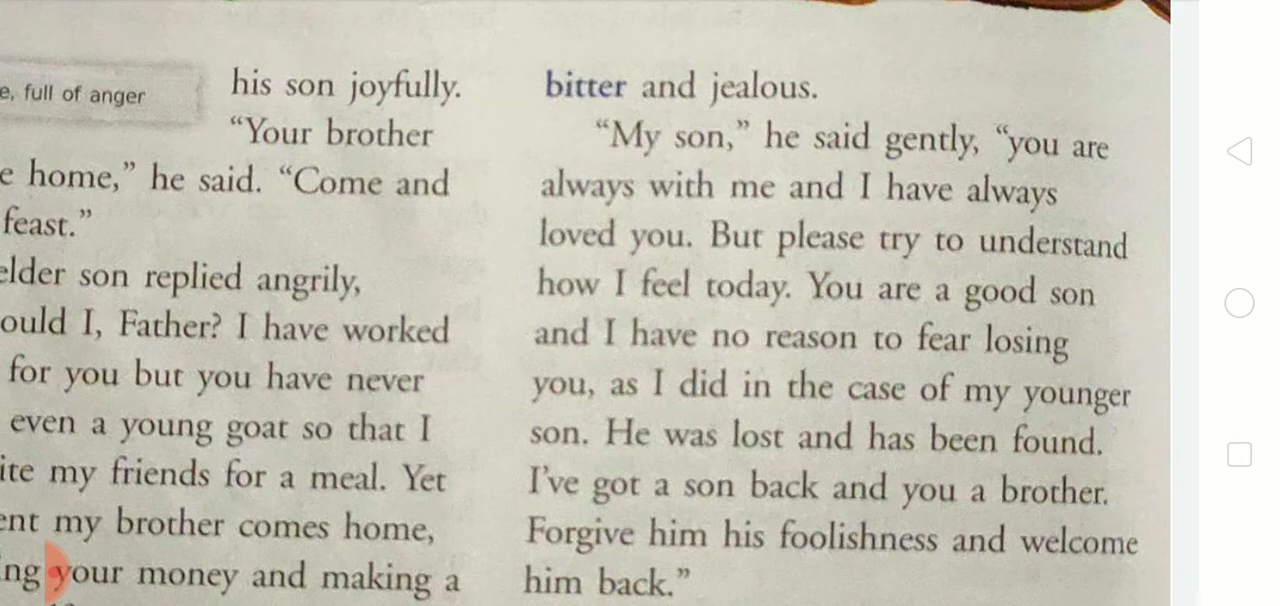 full of anger
his son joyfully.
“Your brother
home,” he said. “Come and
feast.”
son replied angrily,
I, Father? I have worked
for you but you have never
even a young goat so that I
my friends for a meal. Yet
my brother comes home,
your money and making a
bitter and jealous.
“My son,” he said gently, “you are
always with me and I have always
loved you. But please try to understand
how I feel today. You are a good son
and I have no reason to fear losing
you, as I did in the case of my younger
son. He was lost and has been found.
I’ve got a son back and you a brother.
Forgive him his foolishness and welcome
him back.”